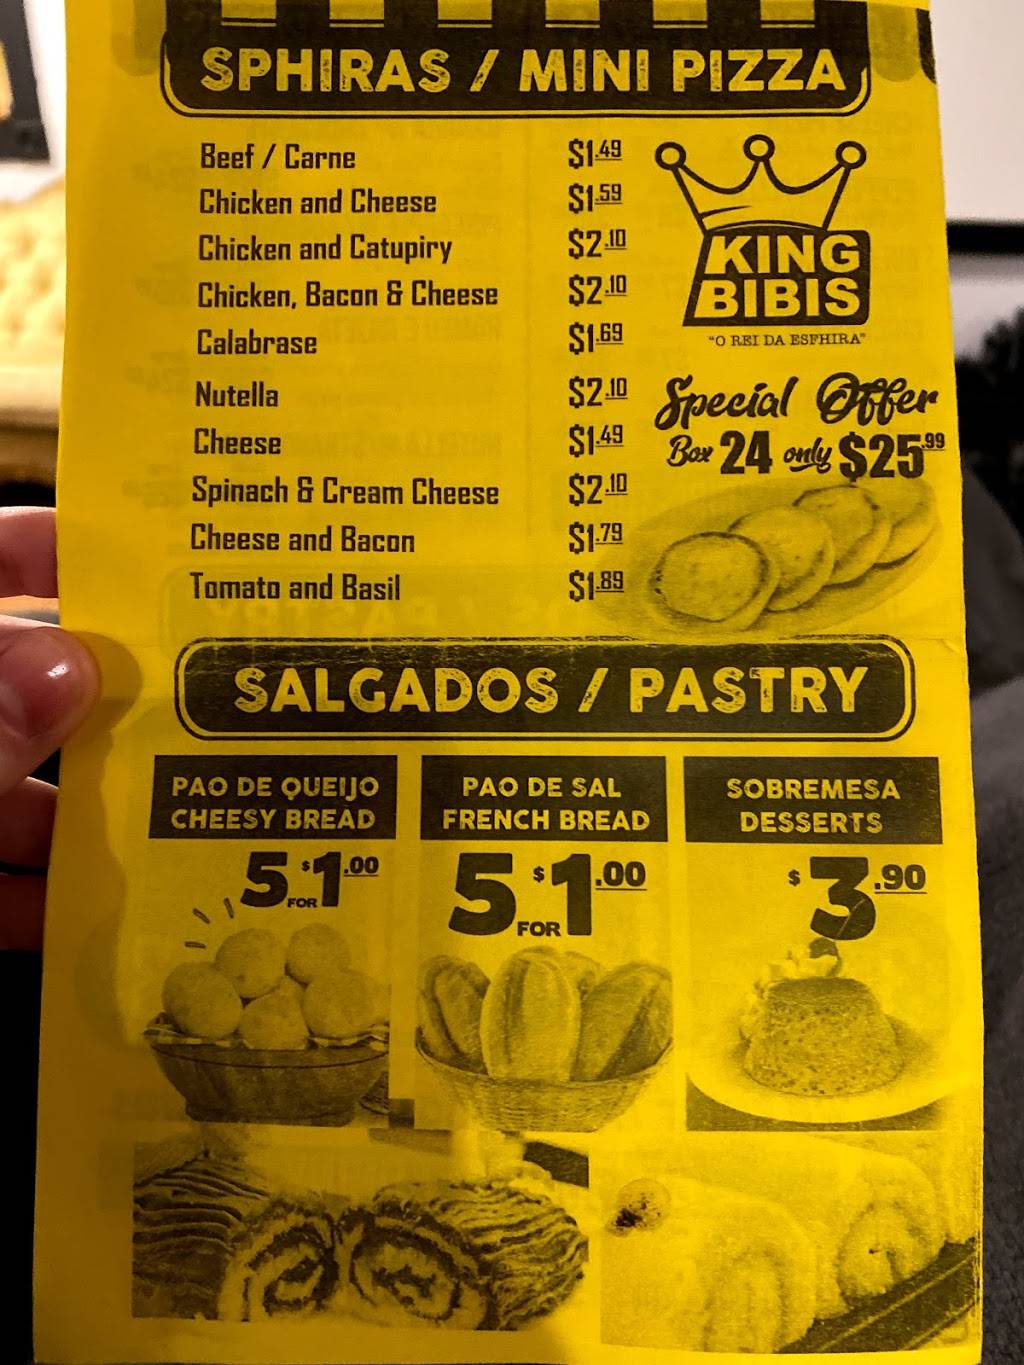 SPHIRAS / MINI PIZZA
Beef / Carne $1.49
Chicken and Cheese $1.59
Chicken and Catupiry $2.10
Chicken, Bacon & Cheese $2.10
Calabrase $1.69
Nutella $2.10
Cheese $1.49
Spinach & Cream Cheese $2.10
Cheese and Bacon $1.79
Tomato and Basil $1.89
KING
BIBIS
"O REI DA ESFHIRA"
Special Offer
Box 24 only $25.99
SALGADOS / PASTRY
PAO DE QUEIJO
CHEESY BREAD
5 FOR $1.00
PAO DE SAL
FRENCH BREAD
5 FOR $1.00
SOBREMESA
DESSERTS
$3.90